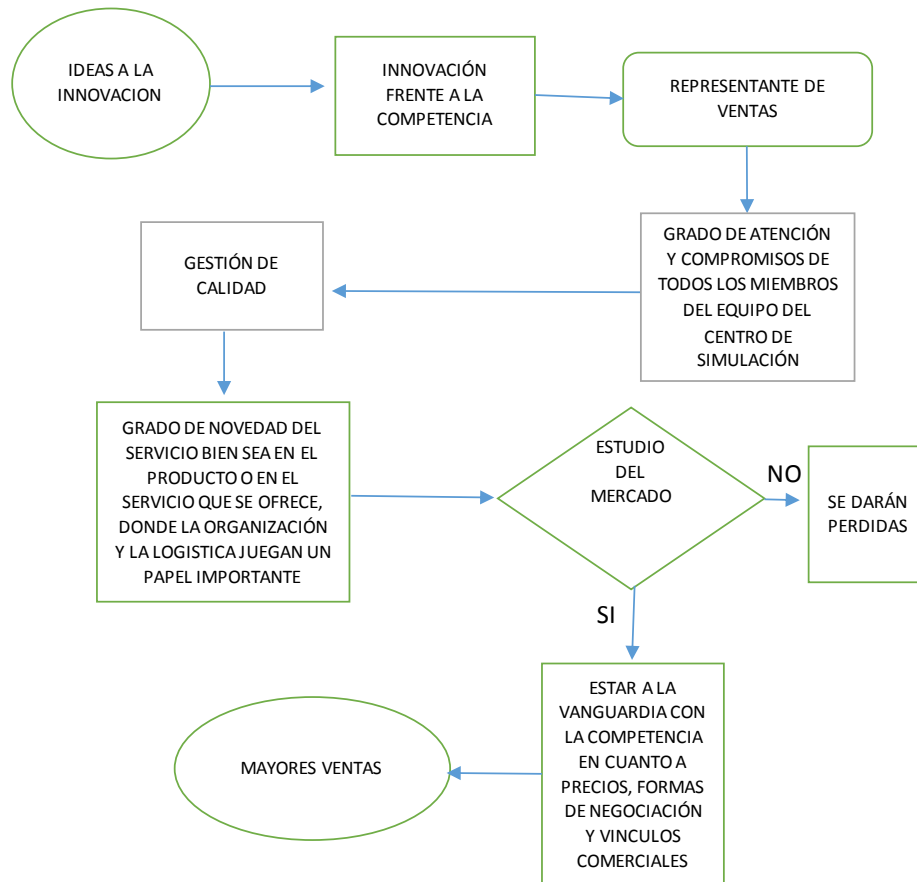 IDEAS A LA
INNOVACION
INNOVACIÓN
FRENTE A LA
COMPETENCIA
REPRESENTANTE DE
VENTAS
GRADO DE ATENCIÓN
Y COMPROMISOS DE
TODOS LOS MIEMBROS
DEL EQUIPO DEL
CENTRO DE
SIMULACIÓN
GESTIÓN DE
CALIDAD
GRADO DE NOVEDAD DEL
SERVICIO BIEN SEA EN EL
PRODUCTO O EN EL
SERVICIO QUE SE OFRECE,
DONDE LA ORGANIZACIÓN
Y LA LOGISTICA JUEGAN UN
PAPEL IMPORTANTE
ESTUDIO
DEL
MERCADO
NO
SE DARÁN
PERDIDAS
SI
ESTAR A LA
VANGUARDIA CON
LA COMPETENCIA
EN CUANTO A
PRECIOS, FORMAS
DE NEGOCIACIÓN
Y VINCULOS
COMERCIALES
MAYORES VENTAS